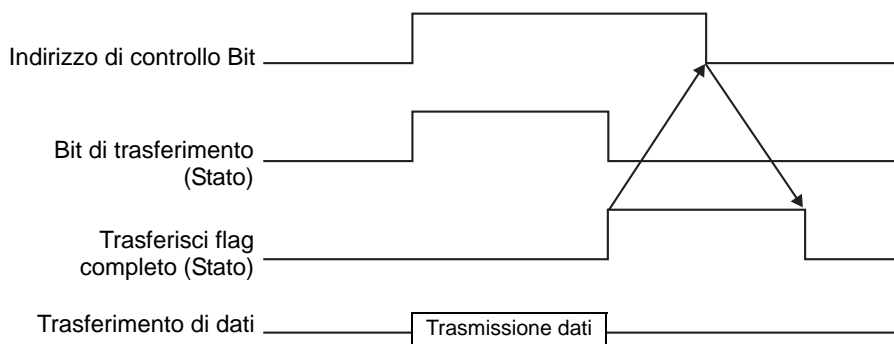 Indirizzo di controllo Bit
Bit di trasferimento
(Stato)
Trasferisci flag
completo (Stato)
Trasferimento di dati
Trasmissione dati